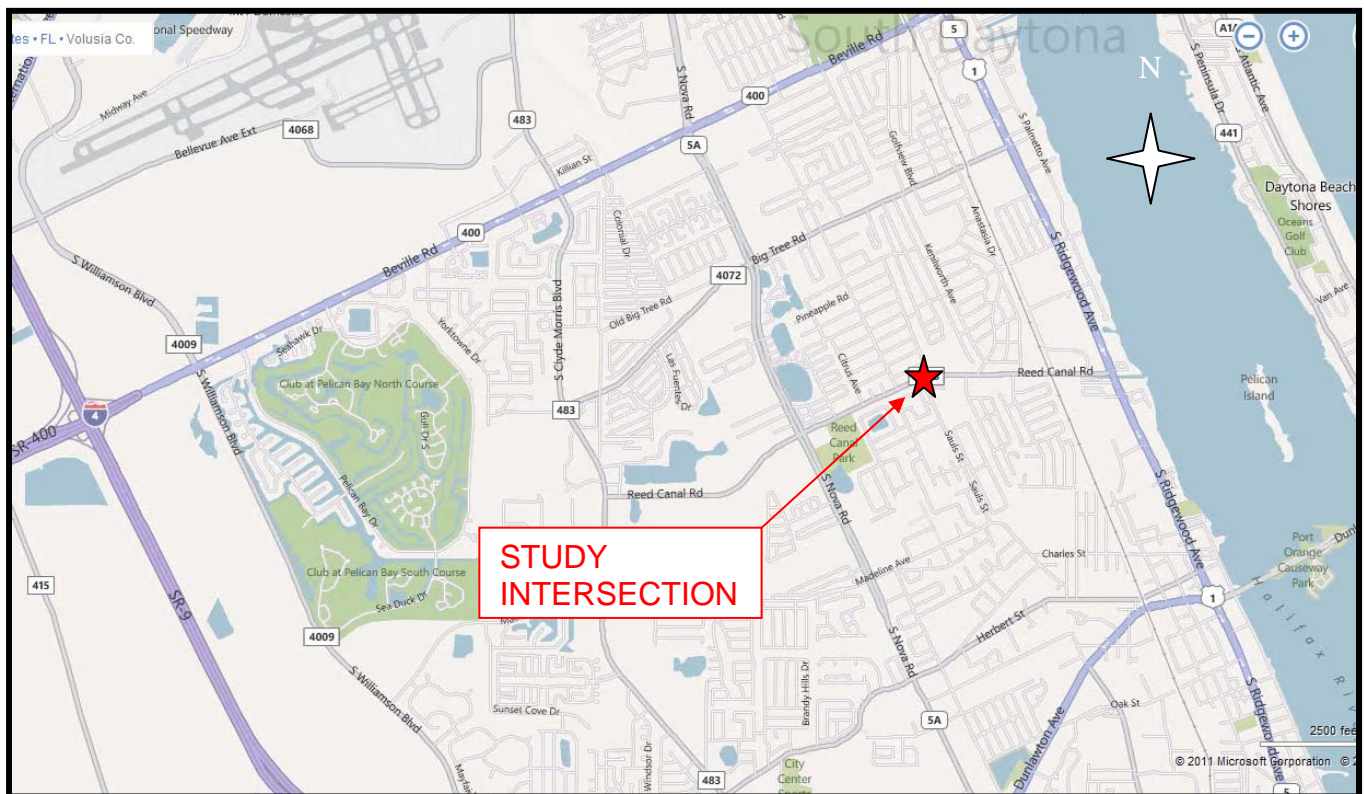 tes • FL • Volusia Co.
onal Speedway
South Daytona
Beville Rd
5
A1A
S Atlantic Ave
S Peninsula Dr
N
1
S Nova Rd
400
Midway Ave
4068
Bellevue Ave Ext
483
Killian St
5A
Golfview Blvd
S Palmetto Ave
441
Daytona Beach
Shores
Oceans
Golf
Club
Colonial Dr
400
Beville Rd
S Williamson Blvd
Big Tree Rd
4072
Anastasia Dr
Kenilworth Ave
S Ridgewood Ave
Van Ave
S Clyde Morris Blvd
Old Big Tree Rd
Pineapple Rd
Yorktowne Dr
Seahawk Dr
4009
Las Fuentes Dr
Citrus Ave
Reed Canal Rd
Club at Pelican Bay North Course
Pelican
Island
S Williamson Blvd
4
SR-400
483
Gull Dr S
Reed
Canal
Park
Sauls St
Pelican Bay Dr
Reed Canal Rd
S Nova Rd
Sauls St
S Ridgewood Ave
STUDY
INTERSECTION
Charles St
Port
Orange
Causeway
Park
Club at Pelican Bay South Course
Madeline Ave
415
SR-9
Sea Duck Dr
1
Herbert St
Halifax
4009
S Nova Rd
S Williamson Blvd
Brandy Hills Dr
Sunset Cove Dr
5A
Oak St
S Ridgewood Ave
Dunlawton Ave
Windsor Dr
2500 fee
483
City
Center
© 2011 Microsoft Corporation ©
5